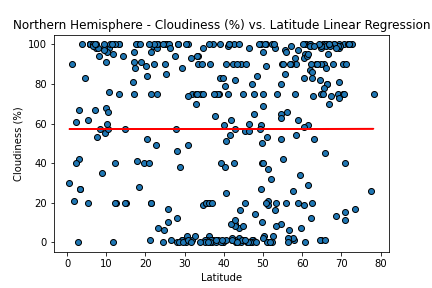 Northern Hemisphere - Cloudiness (%) vs. Latitude Linear Regression
Cloudiness (%)
100
80
60
40
20
0
0 10 20 30 40 50 60 70 80
Latitude